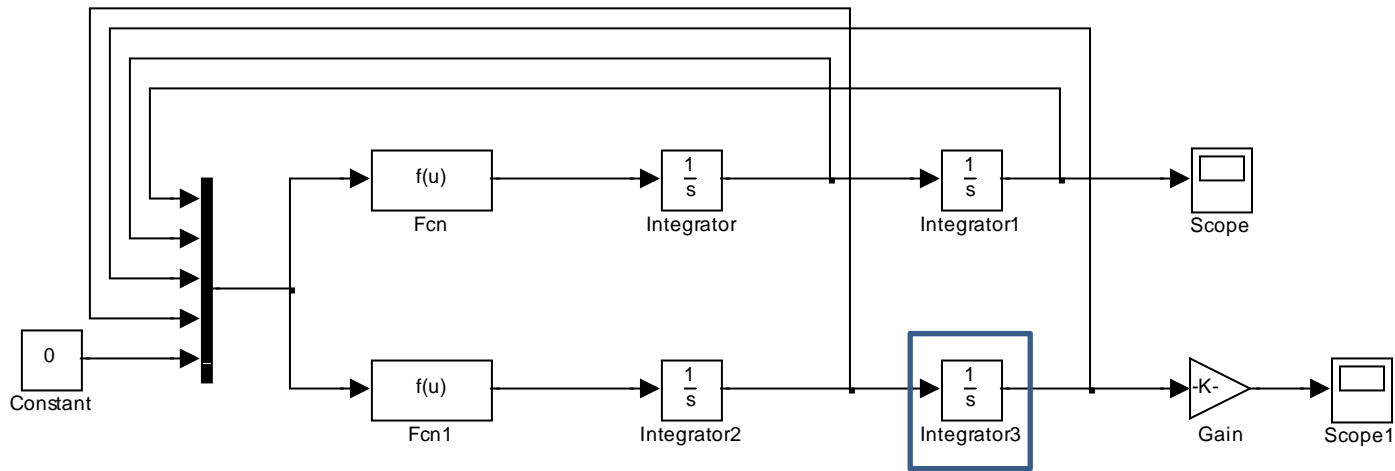 f(u)
Fcn
1
s
Integrator
1
s
Integrator1
Scope
0
Constant
f(u)
Fcn1
1
s
Integrator2
1
s
Integrator3
-K-
Gain
Scope1